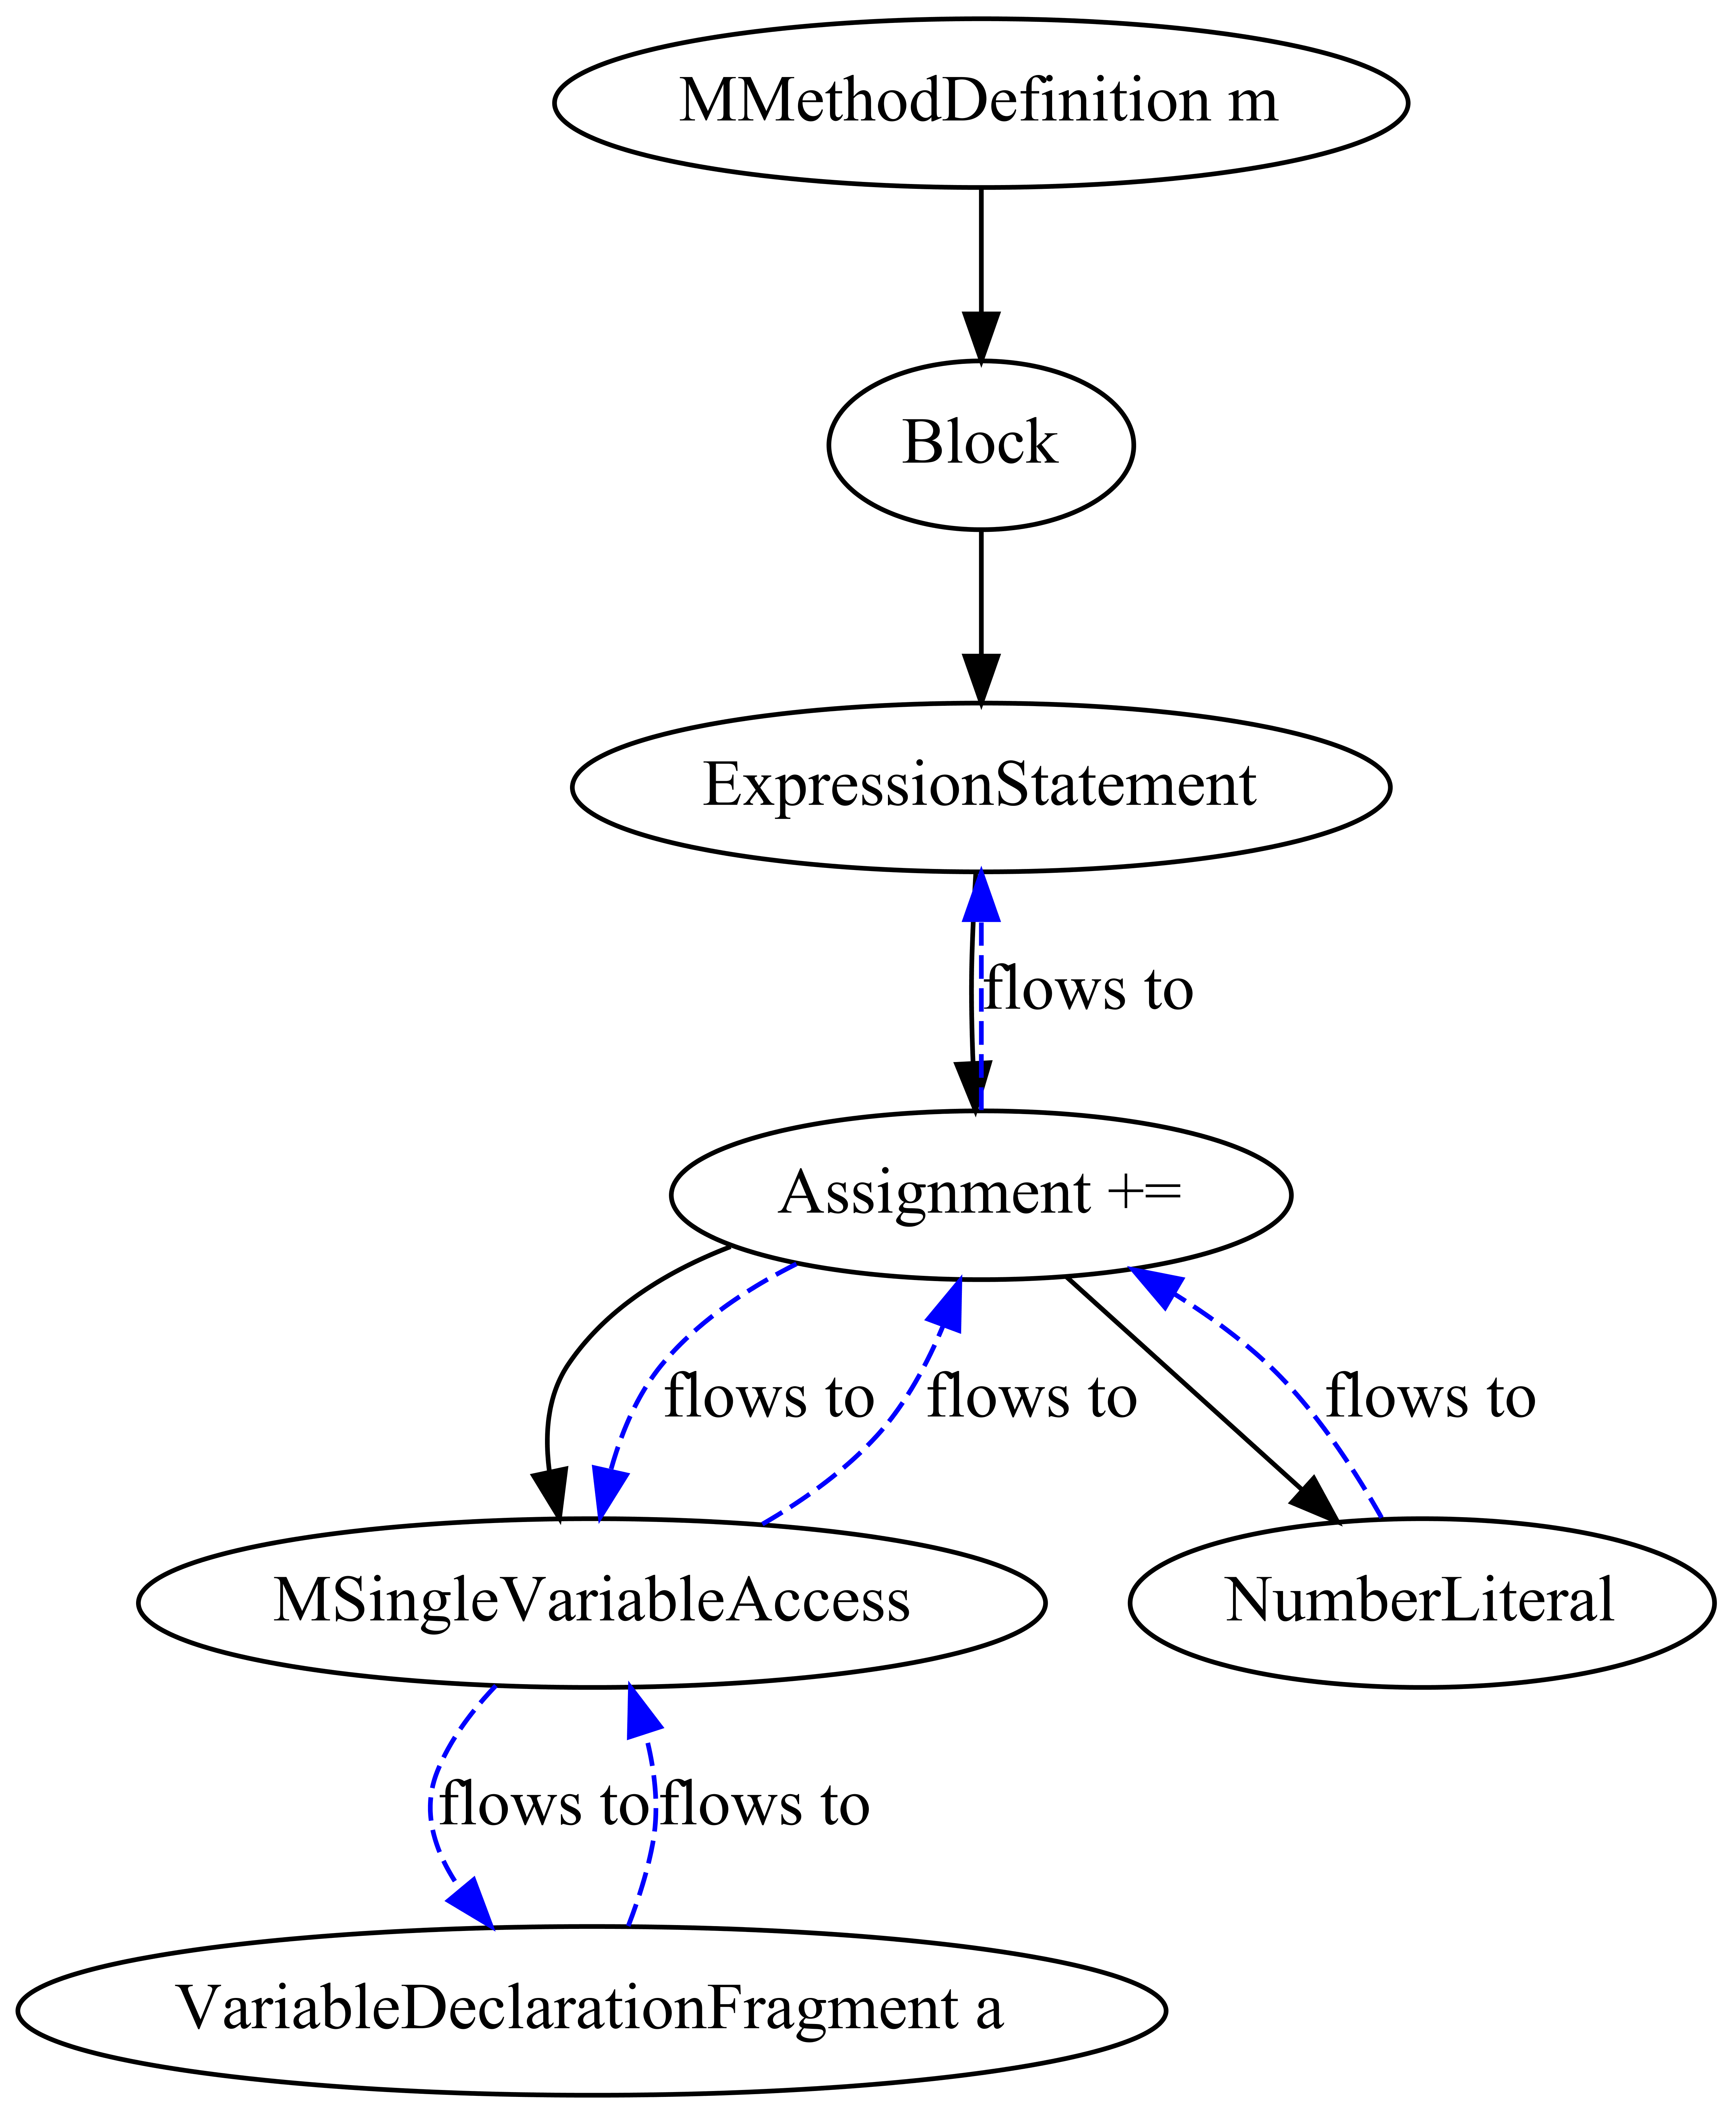 MMethodDefinition m
Block
ExpressionStatement
flows to
Assignment +=
flows to
flows to
flows to
MSingleVariableAccess
NumberLiteral
flows to
flows to
VariableDeclarationFragment a